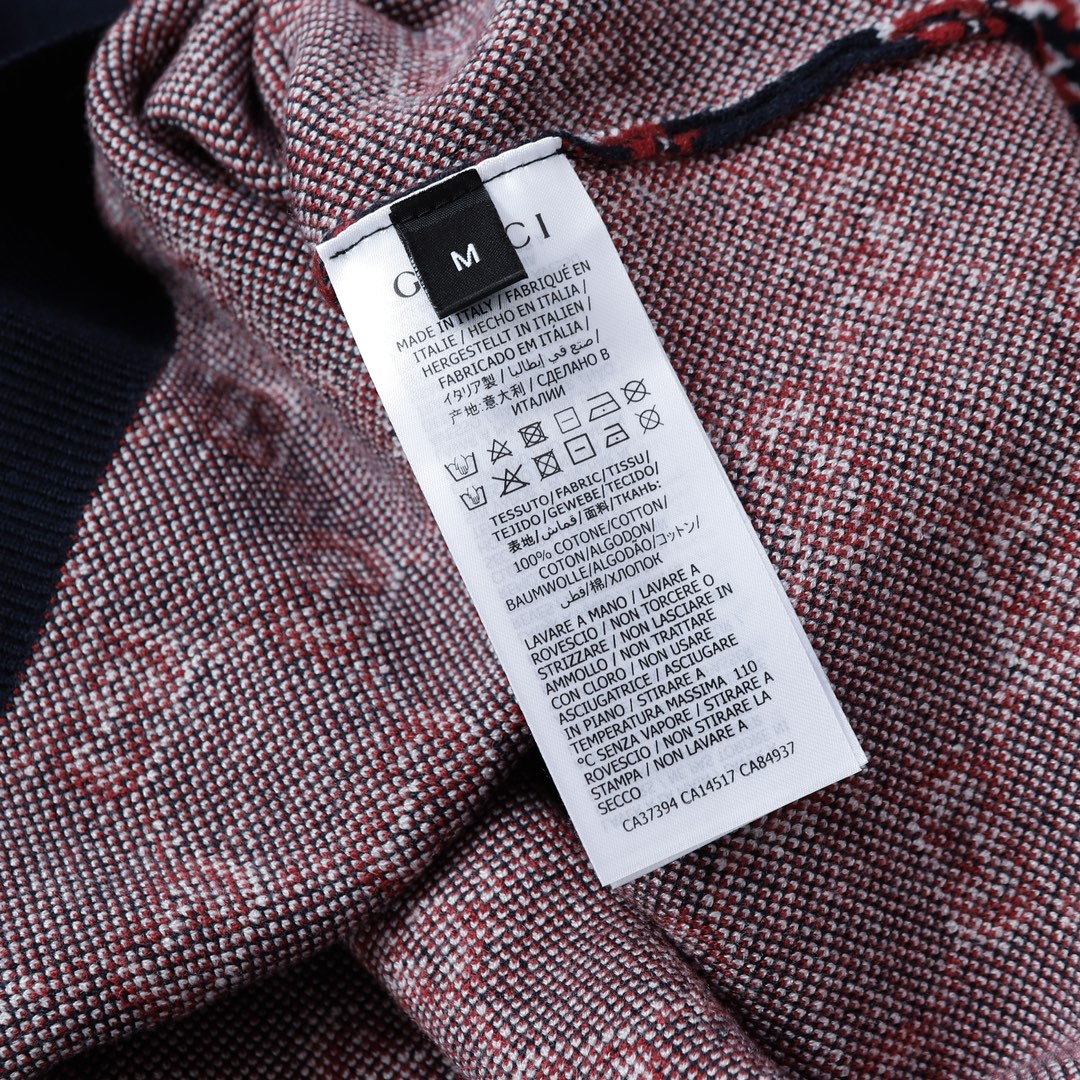 M
G CI
MADE IN ITALY / FABRIQUÉ EN
ITALIE / HECHO EN ITALIA /
HERGESTELLT IN ITALIEN /
FABRICADO EM ITÁLIA /
イタリア製 / صنع في إيطاليا /
产地:意大利 / СДЕЛАНО В
ИТАЛИИ
TESSUTO/FABRIC/TISSU/
TEJIDO/GEWEBE/TECIDO/
表地/قماش/面料/ТКАНЬ:
100% COTONE/COTTON/
COTON/ALGODON/
BAUMWOLLE/ALGODÃO/コットン/
قطن/棉/ХЛОПОК
LAVARE A MANO / LAVARE A
ROVESCIO / NON TORCERE O
STRIZZARE / NON LASCIARE IN
AMMOLLO / NON TRATTARE
CON CLORO / NON USARE
ASCIUGATRICE / ASCIUGARE
IN PIANO / STIRARE A
TEMPERATURA MASSIMA 110
°C SENZA VAPORE / STIRARE A
ROVESCIO / NON STIRARE LA
STAMPA / NON LAVARE A
SECCO
CA37394 CA14517 CA84937